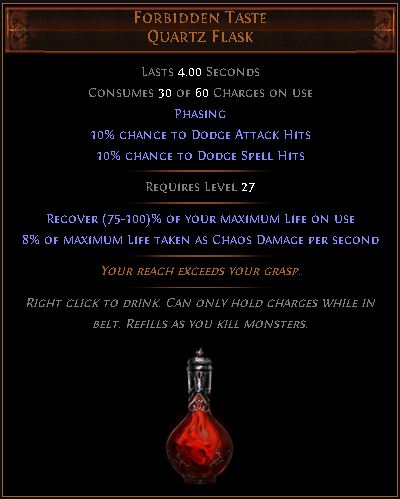 Forbidden Taste
Quartz Flask
Lasts 4.00 Seconds
Consumes 30 of 60 Charges on use
Phasing
10% chance to Dodge Attack Hits
10% chance to Dodge Spell Hits
Requires Level 27
Recover (75-100)% of your maximum Life on use
8% of maximum Life taken as Chaos Damage per second
Your reach exceeds your grasp.
Right click to drink. Can only hold charges while in
belt. Refills as you kill monsters.